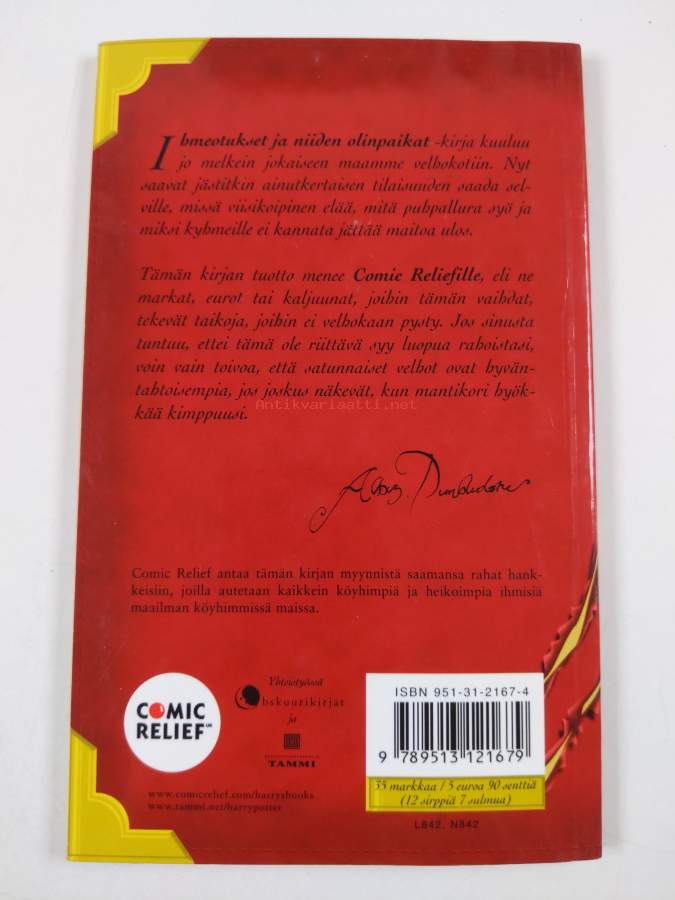 Ihmeotukset ja niiden olinpaikat -kirja kuuluu
jo melkein jokaiseen maamme velhokotiin. Nyt
saavat jästitkin ainutkertaisen tilaisuuden saada sel-
ville, missä viisikoipinen elää, mitä puhpallura syö ja
miksi kyhmeille ei kannata jättää maitoa ulos.
Tämän kirjan tuotto menee Comic Reliefille, eli ne
markat, eurot tai kaljuunat, joihin tämän vaihdat,
tekevät taikoja, joihin ei velhokaan pysty. Jos sinusta
tuntuu, ettei tämä ole riittävä syy luopua rahoistasi,
voin vain toivoa, että satunnaiset velhot ovat hyvän-
tahtoisempia, jos joskus näkevät, kun mantikori hyök-
Antikvariaatti.net
kää kimppuusi.
Albus Dumbledore
Comic Relief antaa tämän kirjan myynnistä saamansa rahat hank-
keisiin, joilla autetaan kaikkein köyhimpiä ja heikoimpia ihmisiä
maailman köyhimmissä maissa.
COMIC
RELIEF UK
Yhteistyössä
Obskuurikirjat
ja
TAMMI
www.comicrelief.com/harrysbooks
www.tammi.net/harrypotter
ISBN 951-31-2167-4
9 789513 121679
35 markkaa / 5 euroa 90 senttiä
(12 sirppiä 7 sulmua)
L842. N842